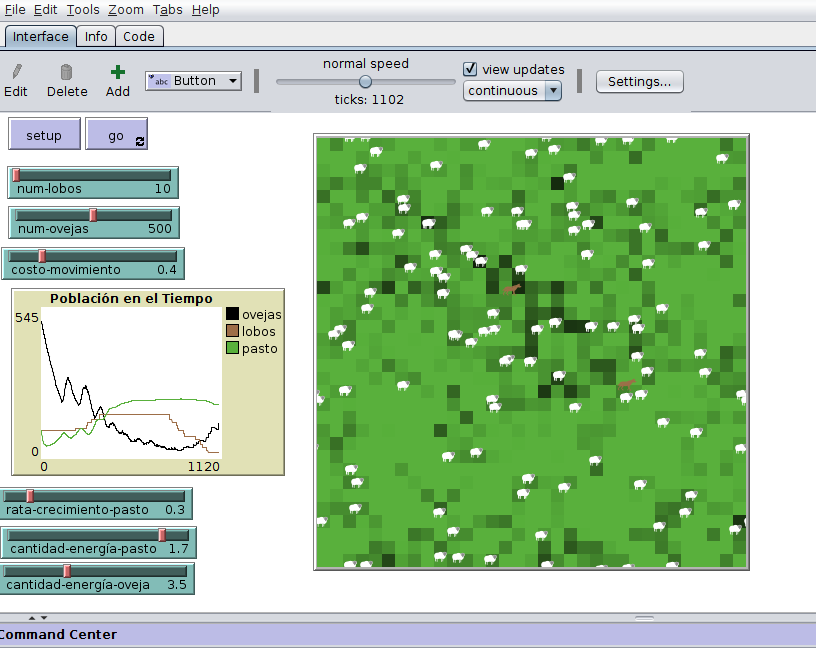 File Edit Tools Zoom Tabs Help
Interface Info Code
Edit Delete Add abc Button
normal speed
ticks: 1102
view updates
continuous
Settings...
setup go
num-lobos 10
num-ovejas 500
costo-movimiento 0.4
Población en el Tiempo
545
0
0 1120
ovejas
lobos
pasto
rata-crecimiento-pasto 0.3
cantidad-energía-pasto 1.7
cantidad-energía-oveja 3.5
Command Center